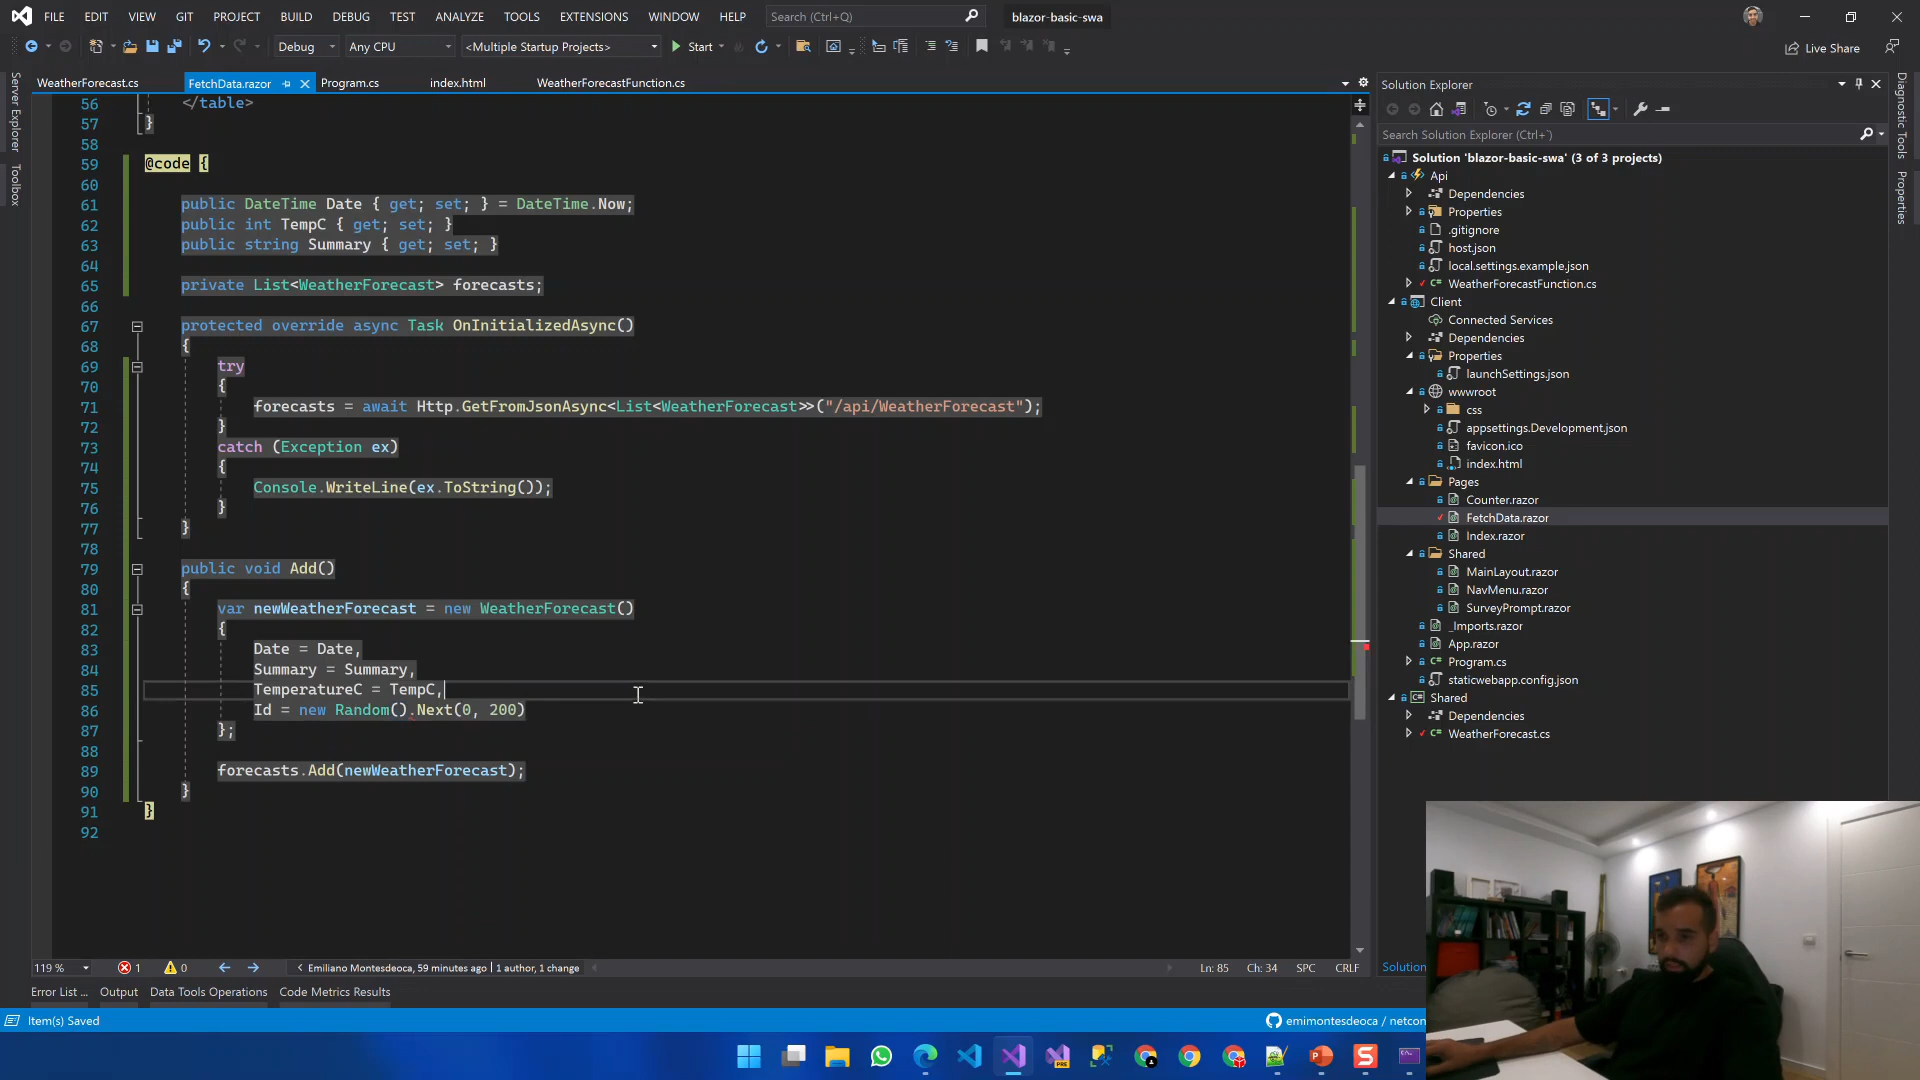 FILE EDIT VIEW GIT PROJECT BUILD DEBUG TEST ANALYZE TOOLS EXTENSIONS WINDOW HELP Search (Ctrl+Q) blazor-basic-swa
Debug Any CPU <Multiple Startup Projects> Start Live Share
WeatherForecast.cs FetchData.razor Program.cs index.html WeatherForecastFunction.cs
Server Explorer
Toolbox
56 </table>
57 }
58
59 @code {
60
61 public DateTime Date { get; set; } = DateTime.Now;
62 public int TempC { get; set; }
63 public string Summary { get; set; }
64
65 private List<WeatherForecast> forecasts;
66
67 protected override async Task OnInitializedAsync()
68 {
69 try
70 {
71 forecasts = await Http.GetFromJsonAsync<List<WeatherForecast>>("/api/WeatherForecast");
72 }
73 catch (Exception ex)
74 {
75 Console.WriteLine(ex.ToString());
76 }
77 }
78
79 public void Add()
80 {
81 var newWeatherForecast = new WeatherForecast()
82 {
83 Date = Date,
84 Summary = Summary,
85 TemperatureC = TempC,
86 Id = new Random().Next(0, 200)
87 };
88
89 forecasts.Add(newWeatherForecast);
90 }
91 }
92
119 % 1 0 Emiliano Montesdeoca, 59 minutes ago | 1 author, 1 change Ln: 85 Ch: 34 SPC CRLF
Error List ... Output Data Tools Operations Code Metrics Results
Item(s) Saved emimontesdeoca / netcon
Solution Explorer
Search Solution Explorer (Ctrl+`)
Solution 'blazor-basic-swa' (3 of 3 projects)
Api
Dependencies
Properties
.gitignore
host.json
local.settings.example.json
WeatherForecastFunction.cs
Client
Connected Services
Dependencies
Properties
launchSettings.json
wwwroot
css
appsettings.Development.json
favicon.ico
index.html
Pages
Counter.razor
FetchData.razor
Index.razor
Shared
MainLayout.razor
NavMenu.razor
SurveyPrompt.razor
_Imports.razor
App.razor
Program.cs
staticwebapp.config.json
Shared
Dependencies
WeatherForecast.cs
Solution
Diagnostic Tools
Properties
PRE